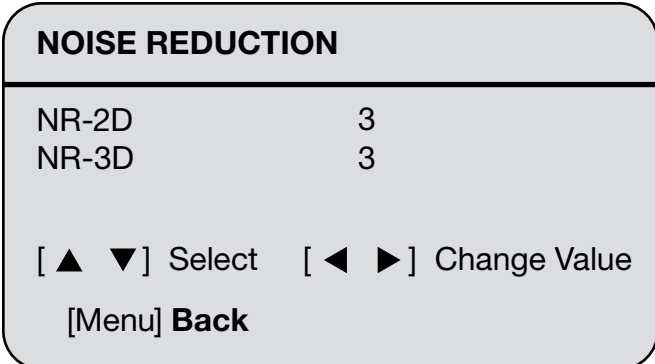 NOISE REDUCTION
NR-2D 3
NR-3D 3
[ ▲ ▼ ] Select [ ◀ ▶ ] Change Value
[Menu] Back